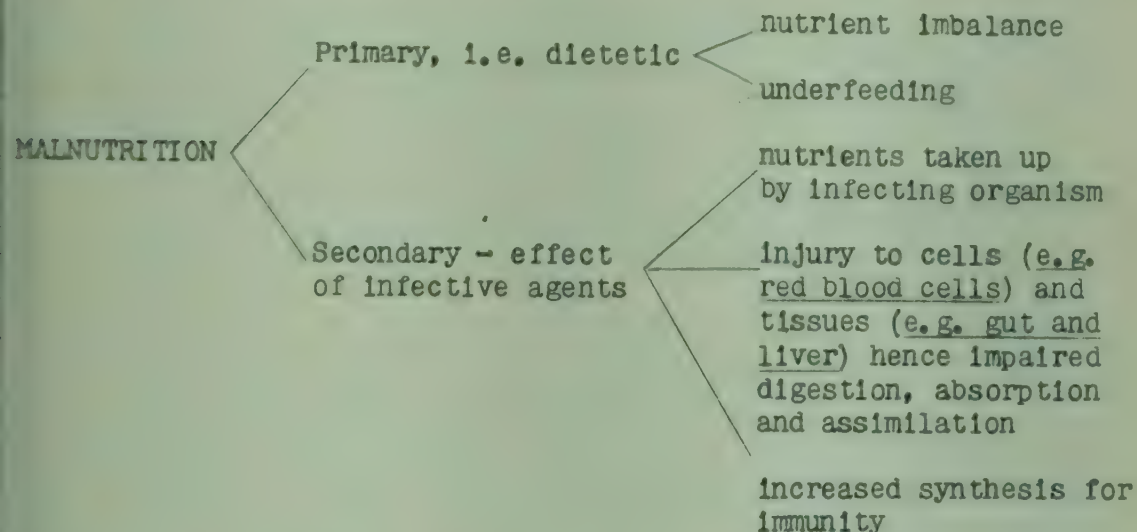 nutrient imbalance
Primary, i.e. dietetic
underfeeding
MALNUTRITION
nutrients taken up
by infecting organism
Secondary - effect
of infective agents
injury to cells (e.g.
red blood cells) and
tissues (e.g. gut and
liver) hence impaired
digestion, absorption
and assimilation
increased synthesis for
immunity